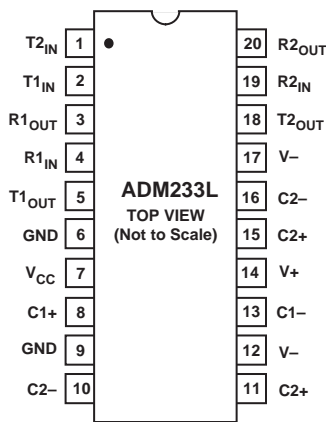 T2IN 1 20 R2OUT
T1IN 2 19 R2IN
R1OUT 3 18 T2OUT
R1IN 4 17 V–
T1OUT 5 ADM233L 16 C2–
GND 6 TOP VIEW 15 C2+
(Not to Scale)
VCC 7 14 V+
C1+ 8 13 C1–
GND 9 12 V–
C2– 10 11 C2+